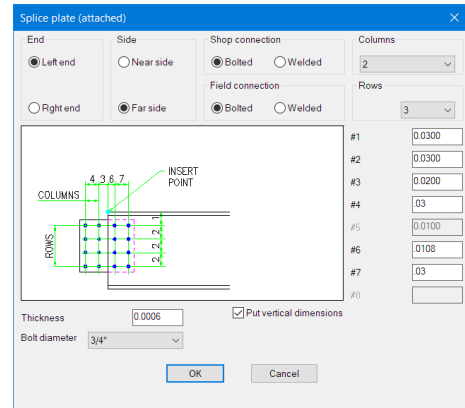 Splice plate (attached)
End
Side
Shop connection
Columns
Left end
Near side
Bolted
Welded
2
Field connection
Rows
Rght end
Far side
Bolted
Welded
3
#1 0.0300
#2 0.0300
#3 0.0200
#4 .03
#5 0.0100
#6 .0108
#7 .03
#8
INSERT
POINT
4 3 6 7
COLUMNS
ROWS
1
2
2
2
Thickness 0.0006
Put vertical dimensions
Bolt diameter 3/4"
OK
Cancel